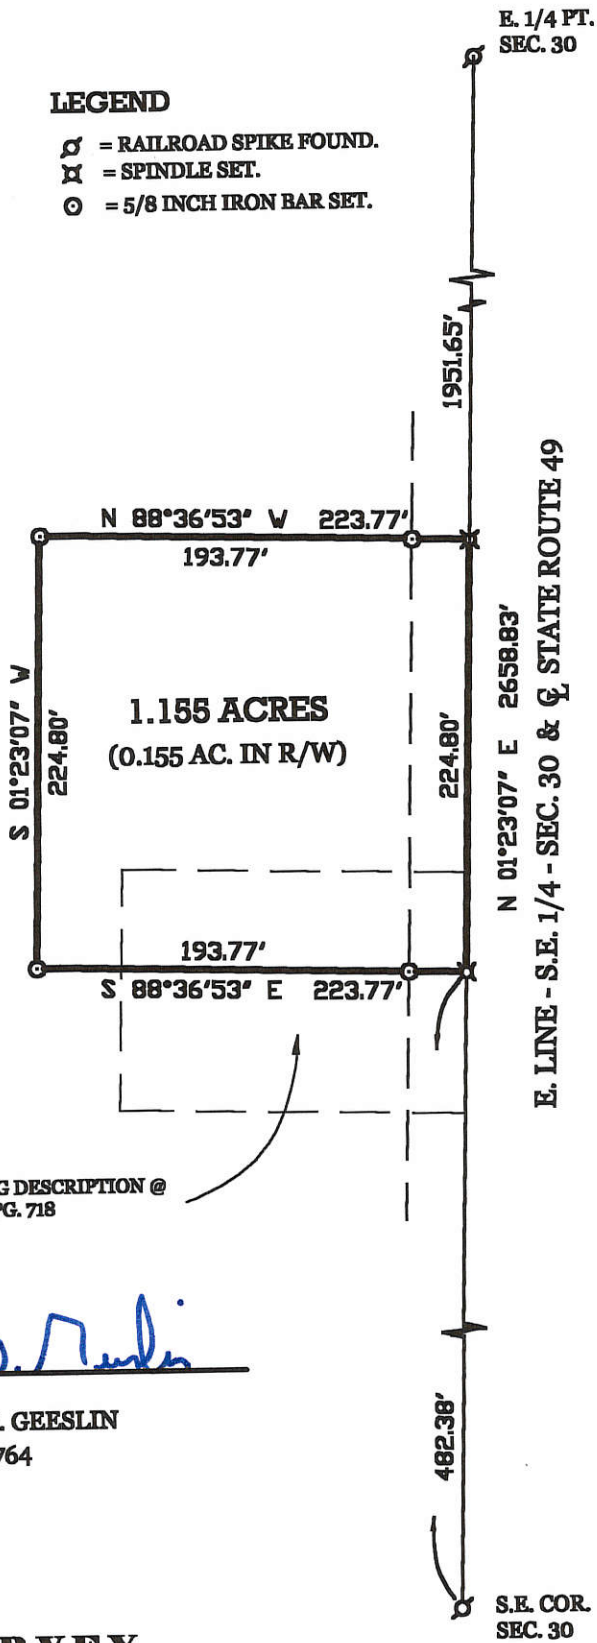 E. 1/4 PT.
SEC. 30
LEGEND
= RAILROAD SPIKE FOUND.
= SPINDLE SET.
= 5/8 INCH IRON BAR SET.
1951.65'
N 88°36'53" W 223.77'
193.77'
S 01°23'07" W
224.80'
1.155 ACRES
(0.155 AC. IN R/W)
224.80'
N 01°23'07" E 2658.83'
E. LINE - S.E. 1/4 - SEC. 30 & ℄ STATE ROUTE 49
193.77'
S 88°36'53" E 223.77'
G DESCRIPTION @
PG. 718
GEESLIN
764
482.38'
S.E. COR.
SEC. 30